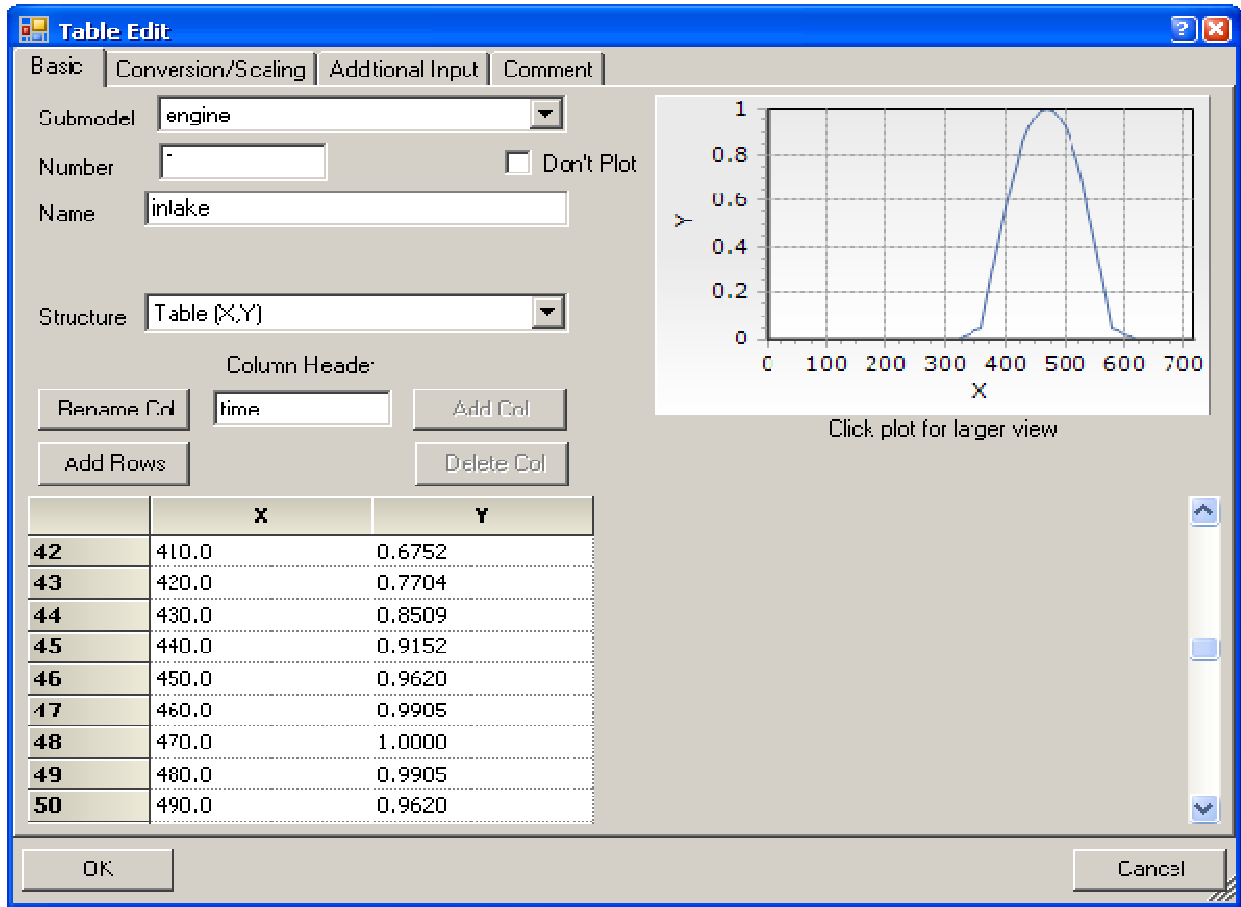 Table Edit
Basic Conversion/Scaling Addtional Input Comment
Submodel engine
Number
Don't Plot
Name intake
Structure Table (X,Y)
Column Header
Rename Col time Add Col
Add Rows Delete Col
1
0.8
0.6
0.4
0.2
0
Y
0 100 200 300 400 500 600 700
X
Click plot for larger view
X Y
42 410.0 0.6752
43 420.0 0.7704
44 430.0 0.8509
45 440.0 0.9152
46 450.0 0.9620
47 460.0 0.9905
48 470.0 1.0000
49 480.0 0.9905
50 490.0 0.9620
OK Cancel